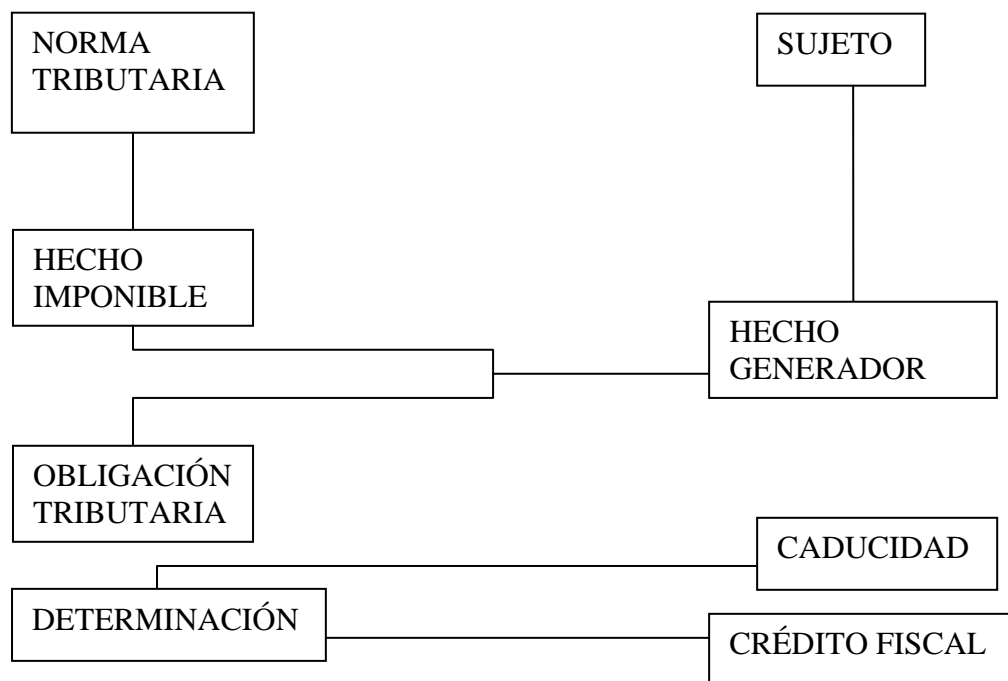 NORMA
TRIBUTARIA
SUJETO
HECHO
IMPONIBLE
HECHO
GENERADOR
OBLIGACIÓN
TRIBUTARIA
CADUCIDAD
DETERMINACIÓN
CRÉDITO FISCAL